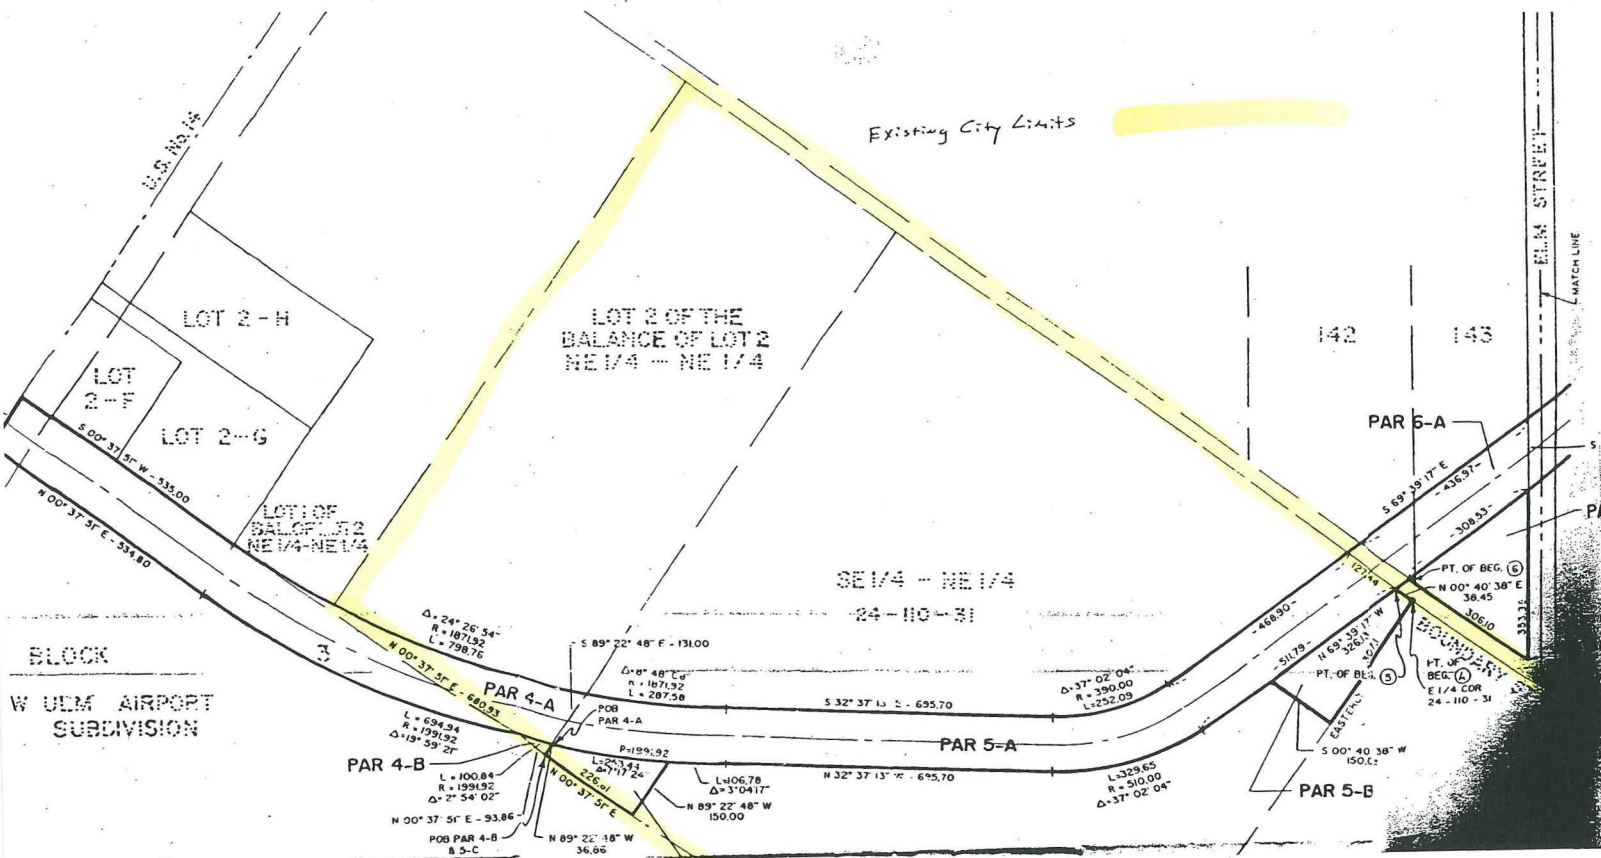 Existing City Limits
U.S. No. 14
ELM STREET
MATCH LINE
LOT 2-H
LOT
2-F
LOT 2-G
LOT 2 OF THE
BALANCE OF LOT 2
NE 1/4 - NE 1/4
142
143
PAR 6-A
S 00° 37' 51" W - 535.00
N 00° 37' 51" E - 534.80
LOT 1 OF
BAL OF LOT 2
NE 1/4-NE 1/4
S 69° 39' 17" E
-436.97-
-308.53-
S
PA
SE 1/4 - NE 1/4
24-110-31
127.44
PT. OF BEG. 6
N 00° 40' 38" E
38.45
306.10
353.32
BOUNDARY
Δ= 24° 26' 54"
R = 1871.92
L = 798.76
N 00° 37' 51" E - 680.93
S 89° 22' 48" E - 131.00
R = 1871.92
L = 287.58
BLOCK
3
W ULM AIRPORT
SUBDIVISION
PAR 4-A
POB
PAR 4-A
S 32° 37' 13" E - 695.70
Δ=37° 02' 04"
R = 390.00
L=252.09
-468.90-
-511.79-
N 69° 39' 17" W
PT. OF BEG. 5
PT. OF
BEG. 4
E 1/4 COR
24 - 110 - 31
L = 694.94
R = 1991.92
Δ= 19° 59' 21"
PAR 4-B
L = 100.84
R = 1991.92
Δ= 2° 54' 02"
R=1991.92
L=253.44
Δ=7°17'24"
226.61
N 00° 37' 51" E
L=106.78
Δ=3°04'17"
N 89° 22' 48" W
150.00
PAR 5-A
N 32° 37' 13" W - 695.70
L=329.65
R = 510.00
Δ=37° 02' 04"
S 00° 40' 38" W
PAR 5-B
N 00° 37' 51" E - 93.86
POB PAR 4-B
& 5-C
N 89° 22' 48" W
36.86